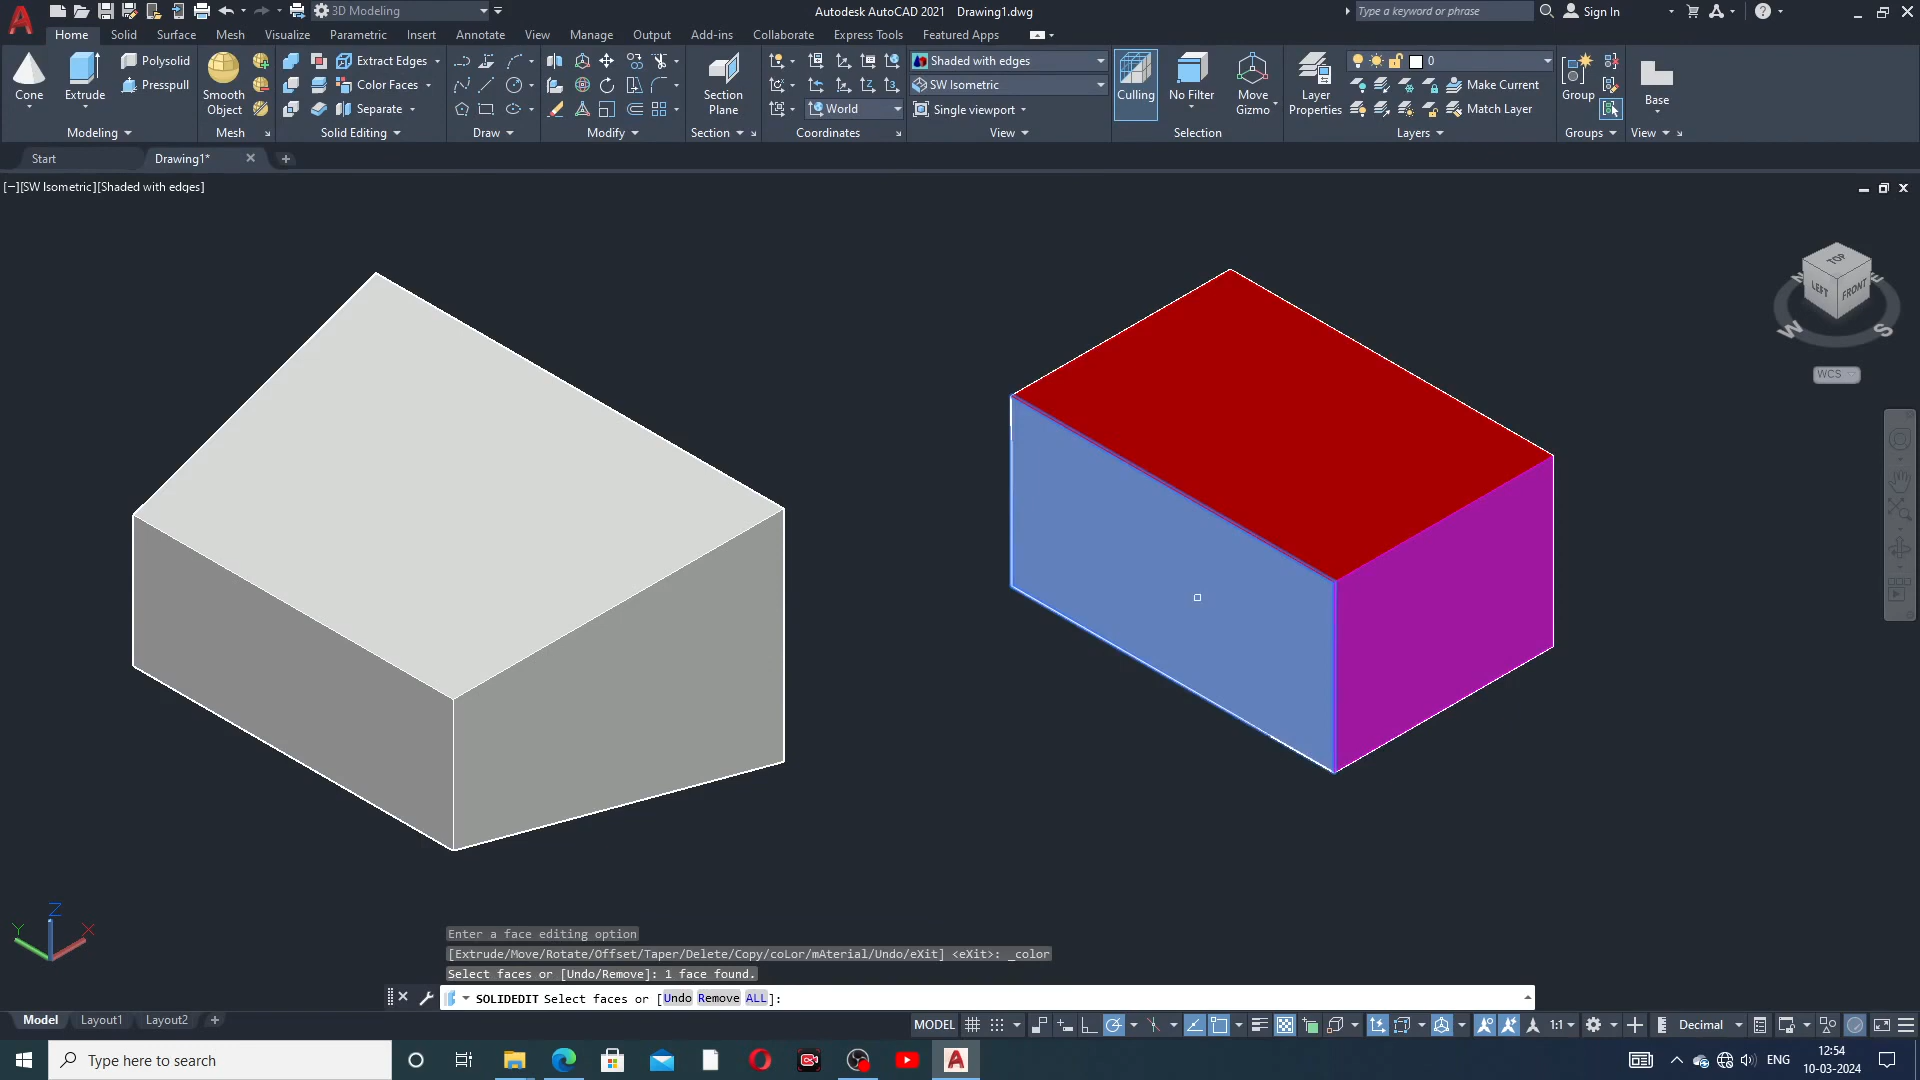 3D Modeling
Autodesk AutoCAD 2021 Drawing1.dwg
Type a keyword or phrase
Sign In
Home Solid Surface Mesh Visualize Parametric Insert Annotate View Manage Output Add-ins Collaborate Express Tools Featured Apps
Cone
Extrude
Polysolid
Presspull
Smooth
Object
Extract Edges
Color Faces
Separate
World
Section
Plane
Shaded with edges
SW Isometric
Single viewport
Culling
No Filter
Move
Gizmo
Layer
Properties
0
Make Current
Match Layer
Group
Base
Modeling Mesh Solid Editing Draw Modify Section Coordinates View Selection Layers Groups View
Start
Drawing1*
[−][SW Isometric][Shaded with edges]
TOP
LEFT
FRONT
N
E
W
S
WCS
Z
Y
X
Enter a face editing option
[Extrude/Move/Rotate/Offset/Taper/Delete/Copy/coLor/mAterial/Undo/eXit] <eXit>: _color
Select faces or [Undo/Remove]: 1 face found.
SOLIDEDIT Select faces or [Undo Remove ALL]:
Model Layout1 Layout2
MODEL
1:1
Decimal
Type here to search
ENG
12:54
10-03-2024